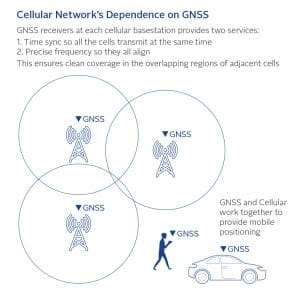 Cellular Network's Dependence on GNSS
GNSS receivers at each cellular basestation provides two services:
1. Time sync so all the cells transmit at the same time
2. Precise frequency so they all align
This ensures clean coverage in the overlapping regions of adjacent cells
▼GNSS
▼GNSS
▼GNSS
GNSS and Cellular
work together to
provide mobile
positioning
▼GNSS
▼GNSS